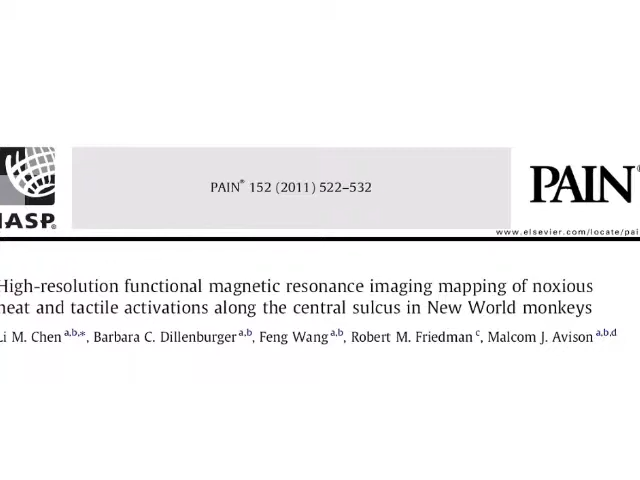 PAIN® 152 (2011) 522–532
IASP®
PAIN®
www.elsevier.com/locate/pai
High-resolution functional magnetic resonance imaging mapping of noxious
heat and tactile activations along the central sulcus in New World monkeys
Li M. Chen a,b,*, Barbara C. Dillenburger a,b, Feng Wang a,b, Robert M. Friedman c, Malcom J. Avison a,b,d